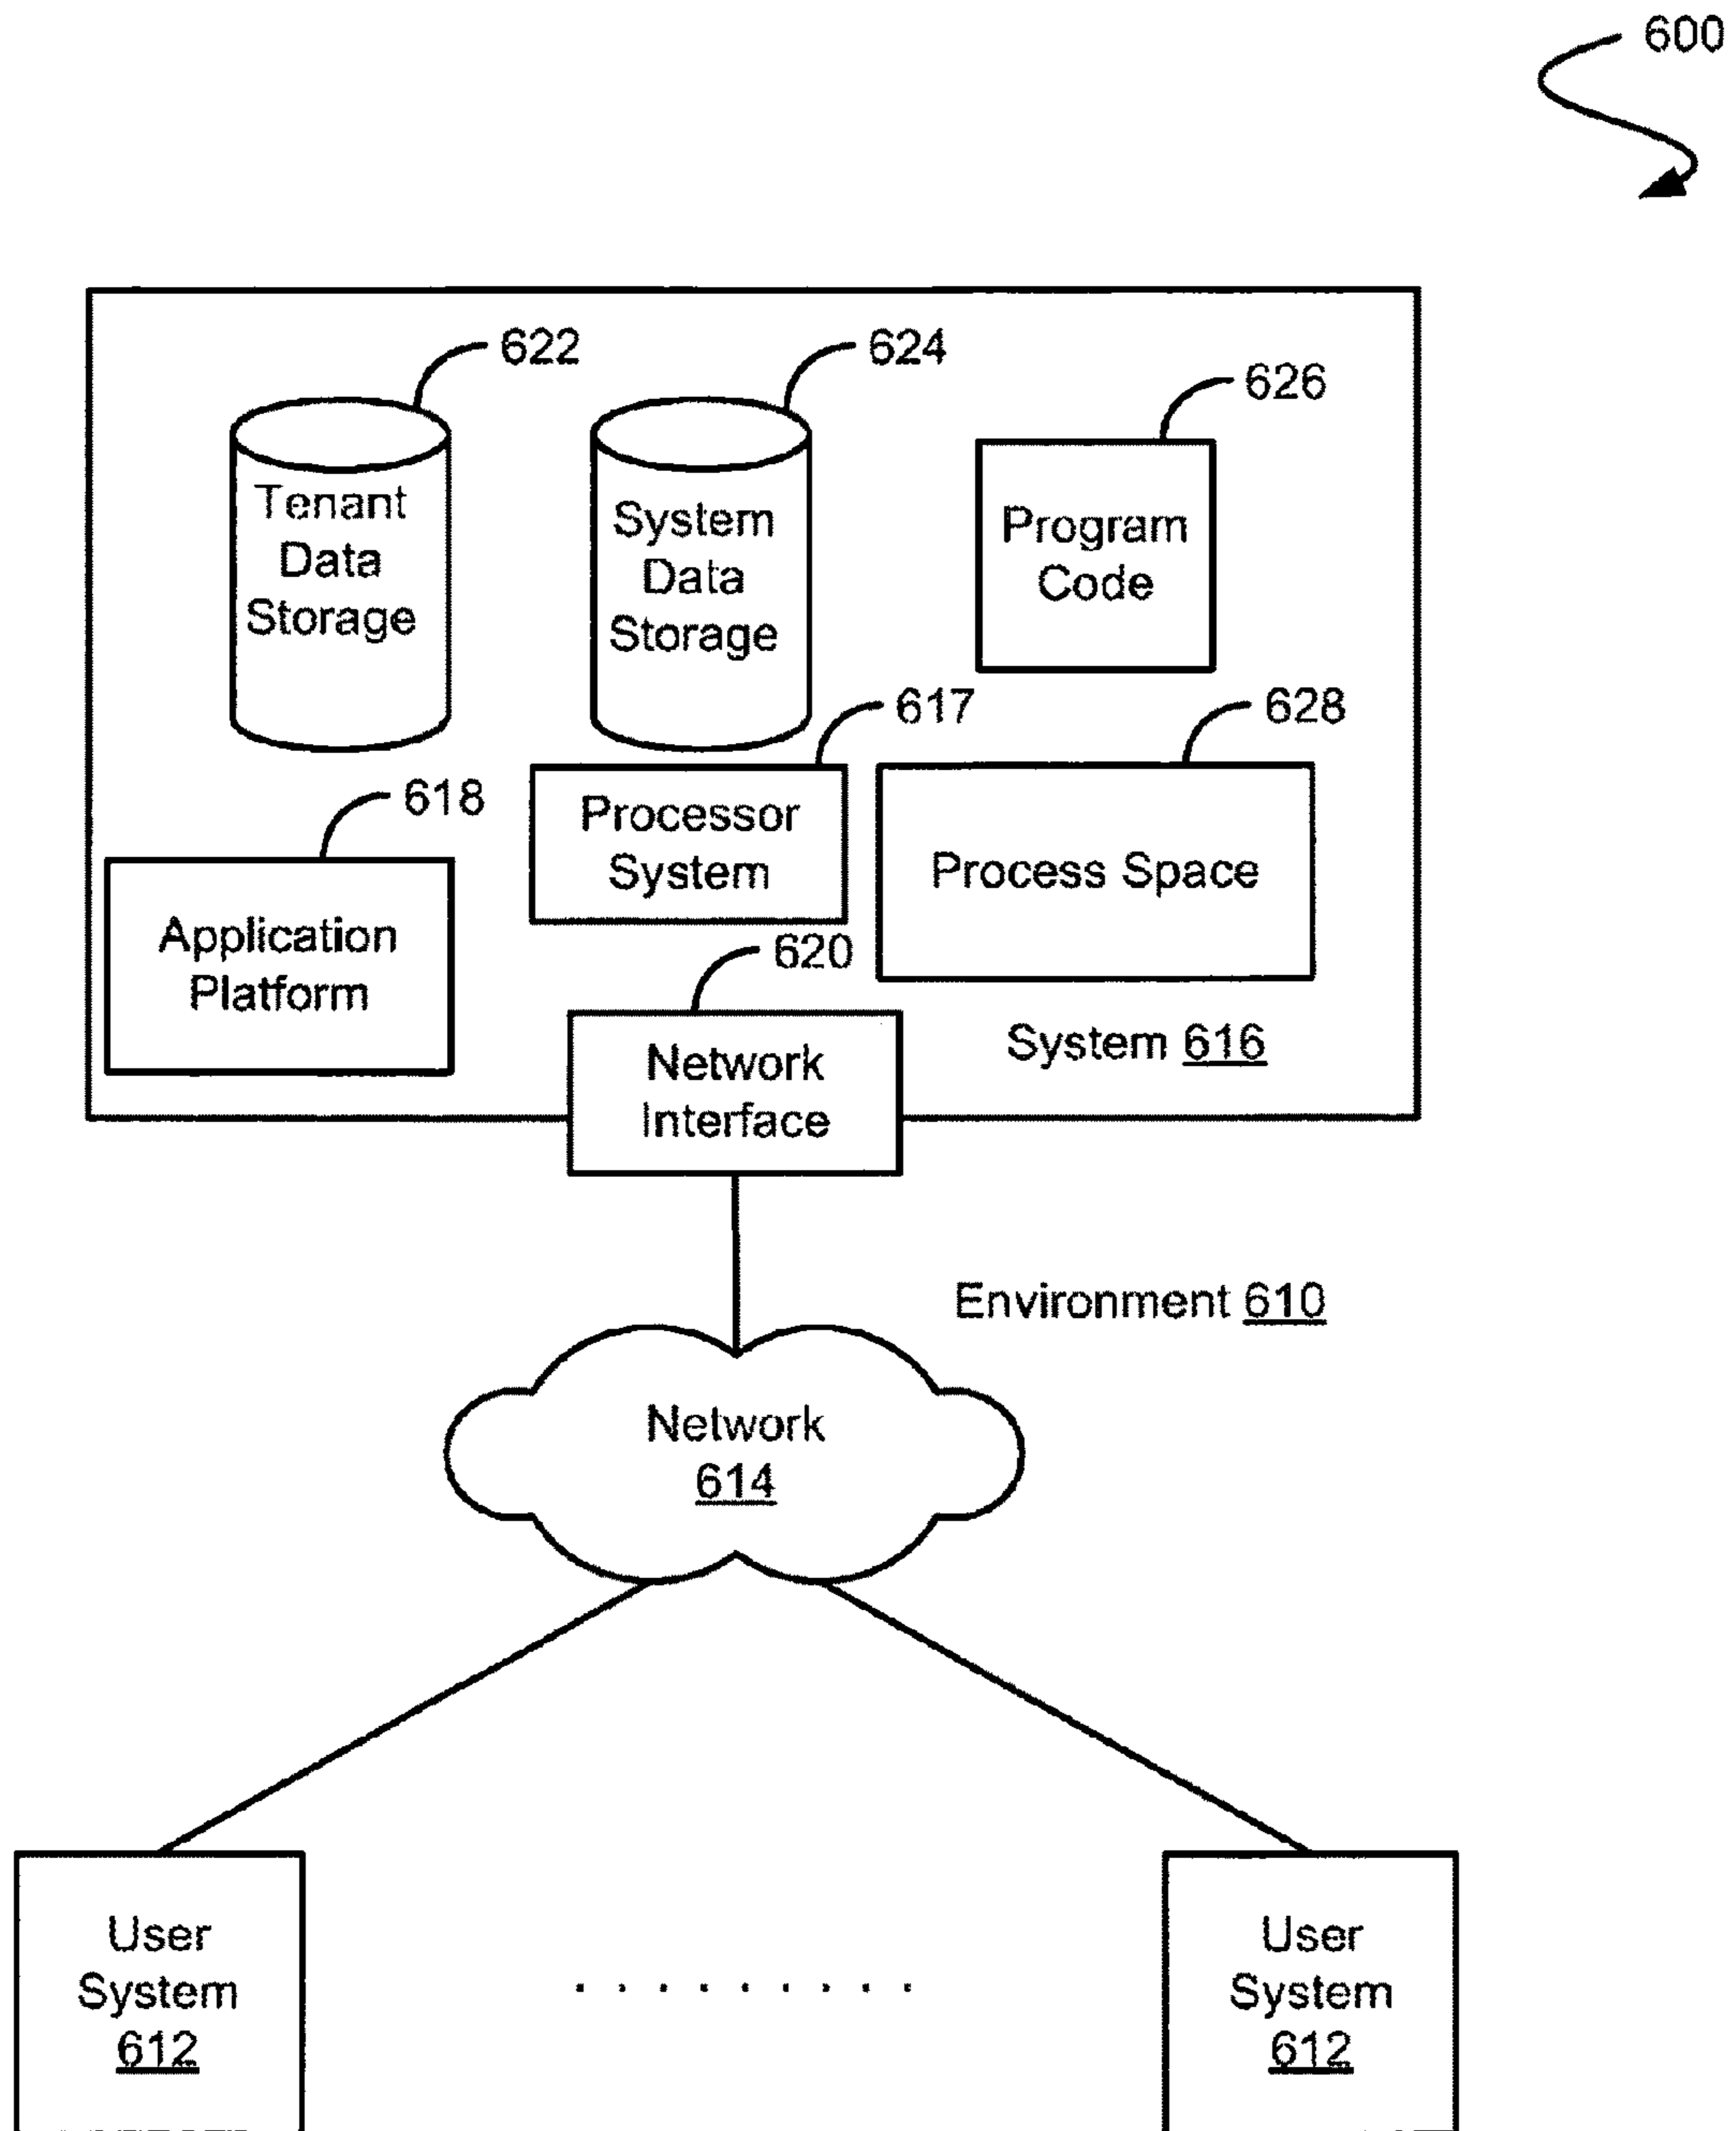 600
622
624
626
Tenant
Data
Storage
System
Data
Storage
Program
Code
617
628
618
Processor
System
Process Space
Application
Platform
620
Network
Interface
System 616
Environment 610
Network
614
User
System
612
. . . . . . . . .
User
System
612